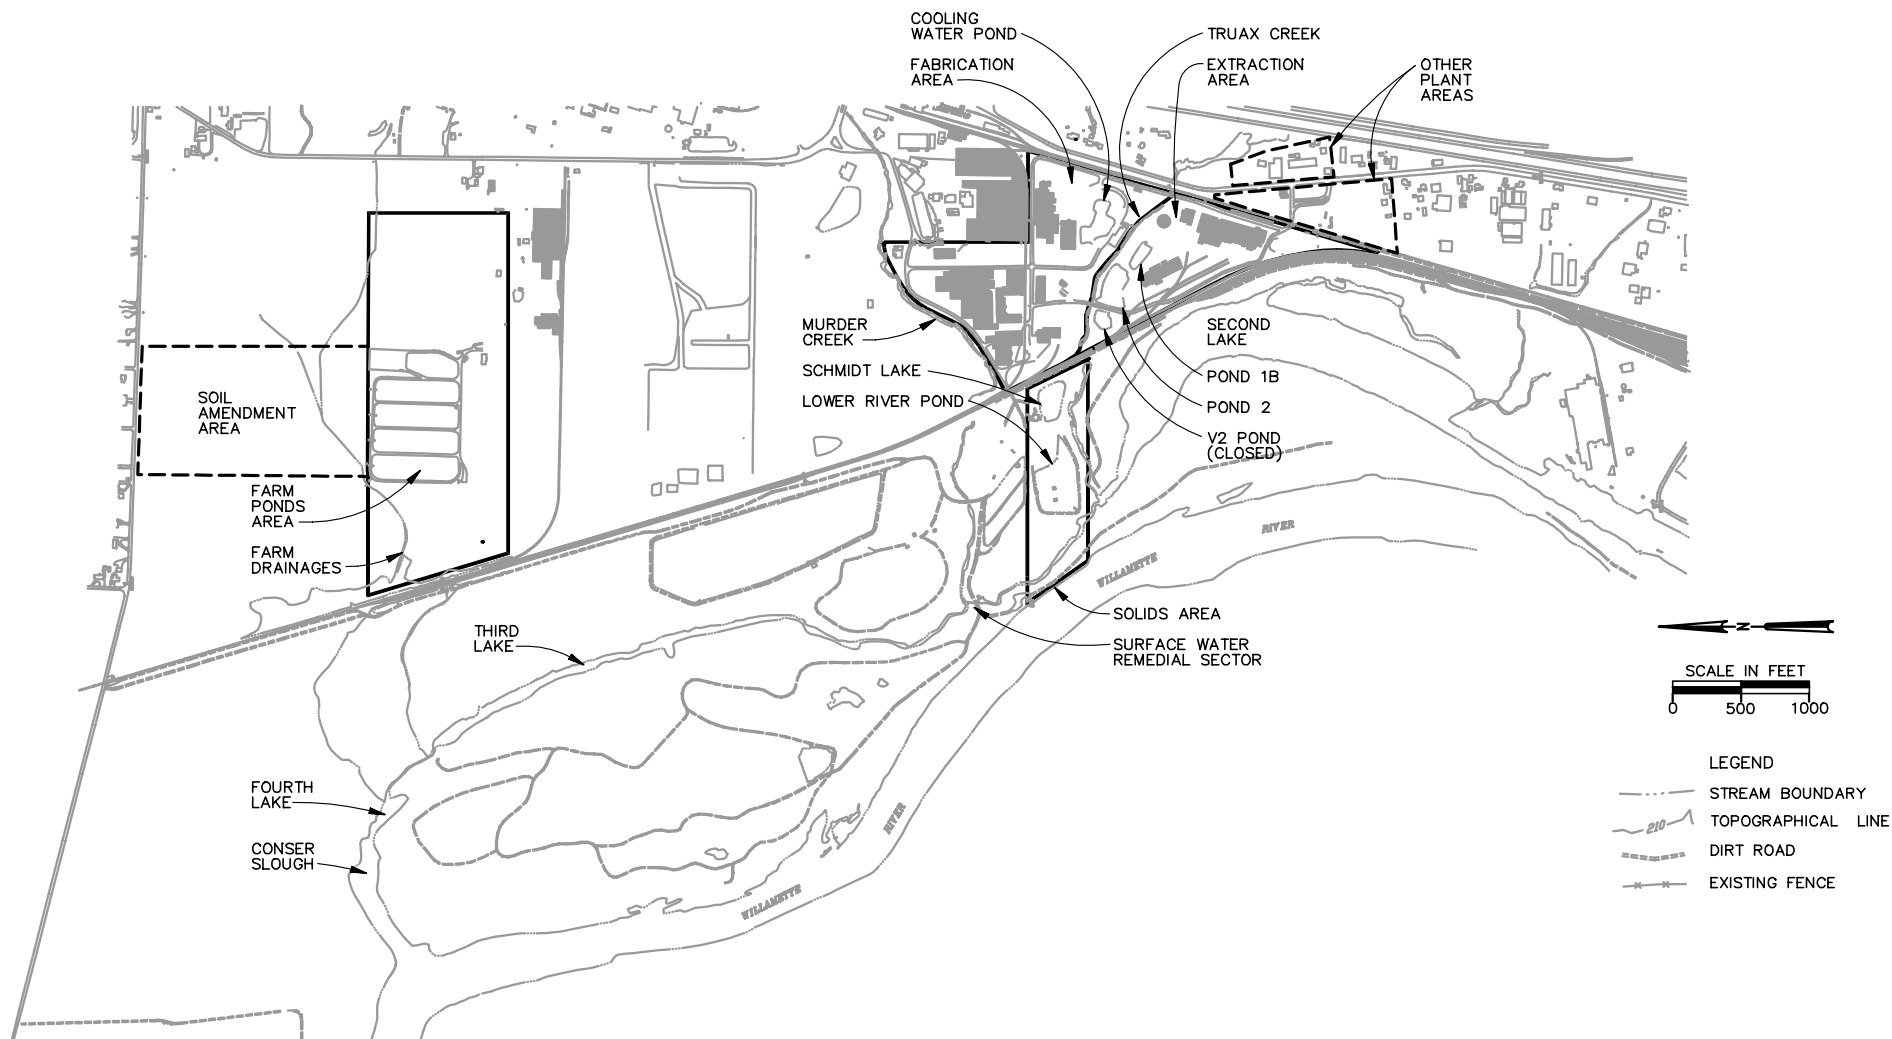 COOLING
WATER POND
TRUAX CREEK
FABRICATION
AREA
EXTRACTION
AREA
OTHER
PLANT
AREAS
MURDER
CREEK
SECOND
LAKE
SCHMIDT LAKE
POND 1B
LOWER RIVER POND
POND 2
V2 POND
(CLOSED)
SOIL
AMENDMENT
AREA
FARM
PONDS
AREA
FARM
DRAINAGES
RIVER
WILLAMETTE
SOLIDS AREA
THIRD
LAKE
SURFACE WATER
REMEDIAL SECTOR
N
SCALE IN FEET
0 500 1000
FOURTH
LAKE
CONSER
SLOUGH
RIVER
WILLAMETTE
LEGEND
STREAM BOUNDARY
210 TOPOGRAPHICAL LINE
DIRT ROAD
EXISTING FENCE